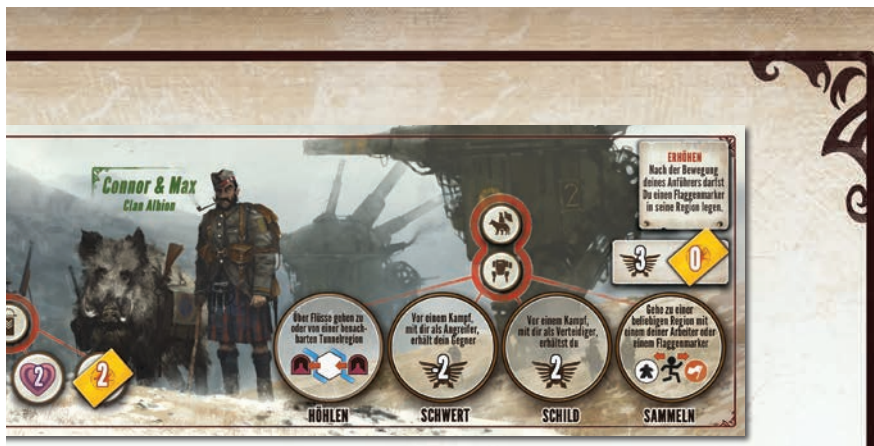 Connor & Max
Clan Albion
2
ERHÖHEN
Nach der Bewegung
deines Anführers darfst
Du einen Flaggenmarker
in seine Region legen.
3
0
Über Flüsse gehen zu
oder von einer benach-
barten Tunnelregion
Vor einem Kampf,
mit dir als Angreifer,
erhält dein Gegner
-2
Vor einem Kampf,
mit dir als Verteidiger,
erhältst du
2
Gehe zu einer
beliebigen Region mit
einem deiner Arbeiter oder
einem Flaggenmarker
2
2
HÖHLEN
SCHWERT
SCHILD
SAMMELN